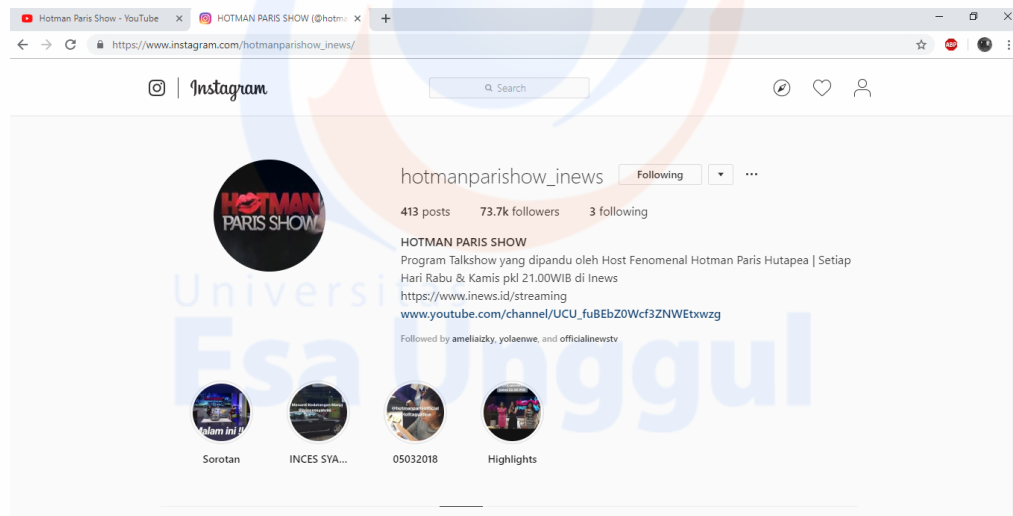 Hotman Paris Show - YouTube
HOTMAN PARIS SHOW (@hotma
https://www.instagram.com/hotmanparishow_inews/
ABP
Instagram
Search
HOTMAN
PARIS SHOW
hotmanparishow_inews Following
413 posts 73.7k followers 3 following
HOTMAN PARIS SHOW
Program Talkshow yang dipandu oleh Host Fenomenal Hotman Paris Hutapea | Setiap
Hari Rabu & Kamis pkl 21.00WIB di Inews
https://www.inews.id/streaming
www.youtube.com/channel/UCU_fuBEbZ0Wcf3ZNWEtxwzg
Followed by ameliaizky, yolaenwe, and officialinewstv
Universitas
Esa Unggul
Malam ini !!
Sorotan INCES SYA... 05032018 Highlights